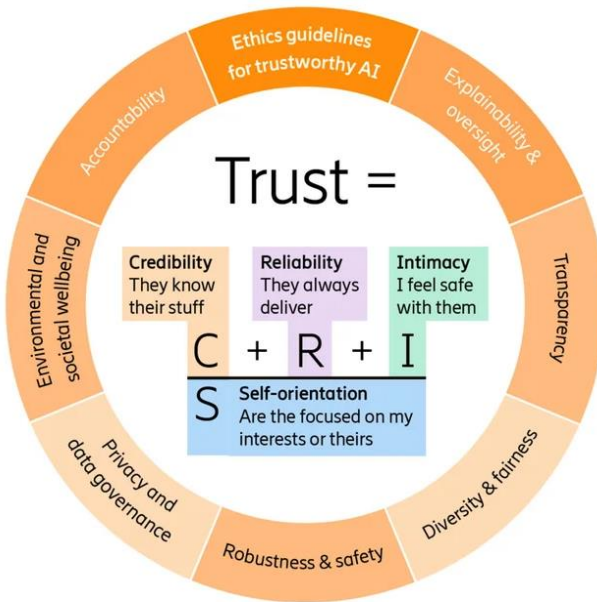 Ethics guidelines
for trustworthy AI
Explainability &
oversight
Transparency
Diversity & fairness
Robustness & safety
Privacy and
data governance
Environmental and
societal wellbeing
Accountability
Trust =
Credibility
They know
their stuff
Reliability
They always
deliver
Intimacy
I feel safe
with them
C + R + I
S
Self-orientation
Are the focused on my
interests or theirs